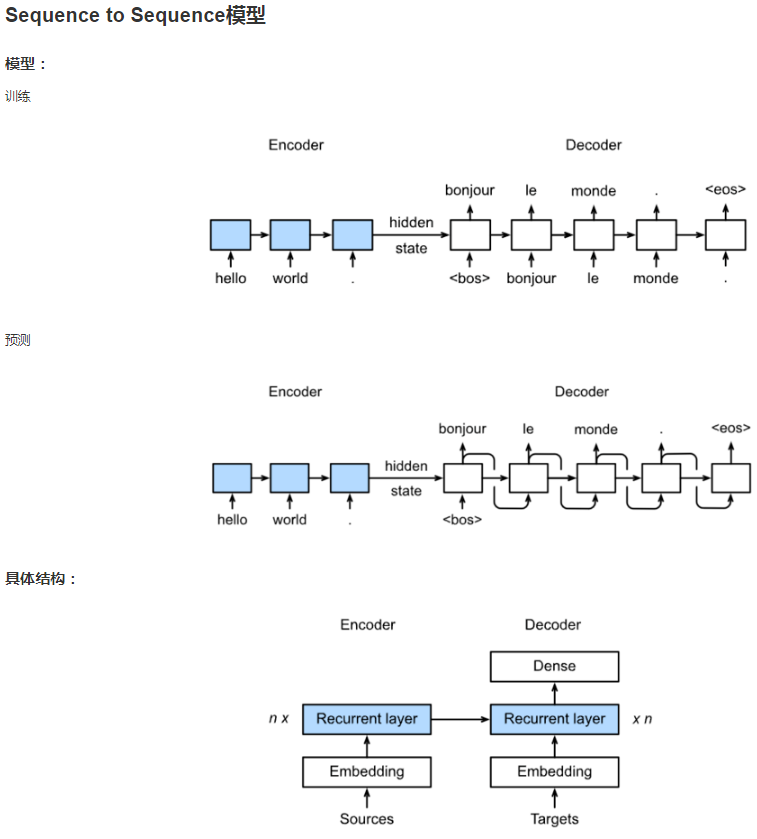 Sequence to Sequence模型
模型：
训练
Encoder Decoder
bonjour le monde . <eos>
hidden
state
hello world . <bos> bonjour le monde .
预测
Encoder Decoder
bonjour le monde . <eos>
hidden
state
hello world . <bos>
具体结构：
Encoder Decoder
Dense
n x Recurrent layer Recurrent layer x n
Embedding Embedding
Sources Targets